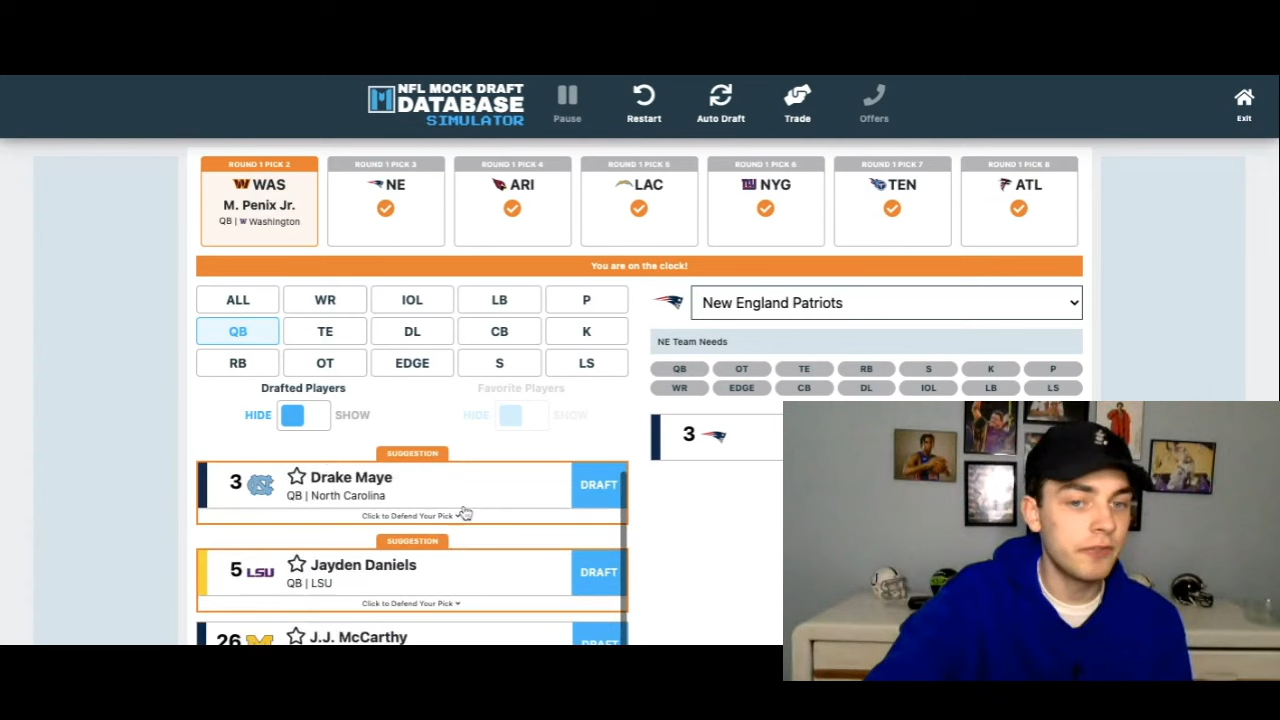 NFL MOCK DRAFT
DATABASE
SIMULATOR
Pause
Restart
Auto Draft
Trade
Offers
Exit
ROUND 1 PICK 2
WAS
M. Penix Jr.
QB | W Washington
ROUND 1 PICK 3
NE
ROUND 1 PICK 4
ARI
ROUND 1 PICK 5
LAC
ROUND 1 PICK 6
NYG
ROUND 1 PICK 7
TEN
ROUND 1 PICK 8
ATL
You are on the clock!
ALL WR IOL LB P
QB TE DL CB K
RB OT EDGE S LS
Drafted Players
HIDE SHOW
Favorite Players
HIDE SHOW
SUGGESTION
3 Drake Maye
QB | North Carolina
DRAFT
Click to Defend Your Pick
SUGGESTION
5 LSU Jayden Daniels
QB | LSU
DRAFT
Click to Defend Your Pick
26 J.J. McCarthy
DRAFT
New England Patriots
NE Team Needs
QB OT TE RB S K P
WR EDGE CB DL IOL LB LS
3